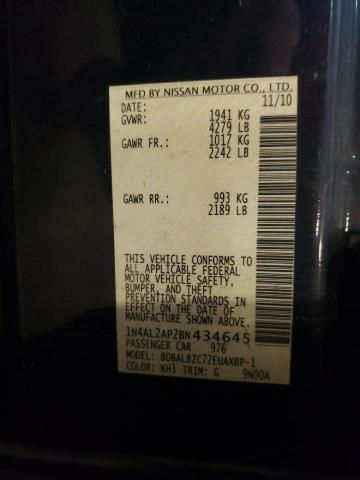 MFD BY NISSAN MOTOR CO., LTD.
DATE: 11/10
GVWR: 1941 KG
4279 LB
GAWR FR.: 1017 KG
2242 LB
GAWR RR.: 993 KG
2189 LB
THIS VEHICLE CONFORMS TO
ALL APPLICABLE FEDERAL
MOTOR VEHICLE SAFETY,
BUMPER, AND THEFT
PREVENTION STANDARDS IN
EFFECT ON THE DATE OF
MANUFACTURE SHOWN ABOVE.
1N4AL2AP2BN434645
PASSENGER CAR 976
MODEL: BDBALBZC72EUAXBP-1
COLOR: KH3 TRIM: G 9N00A